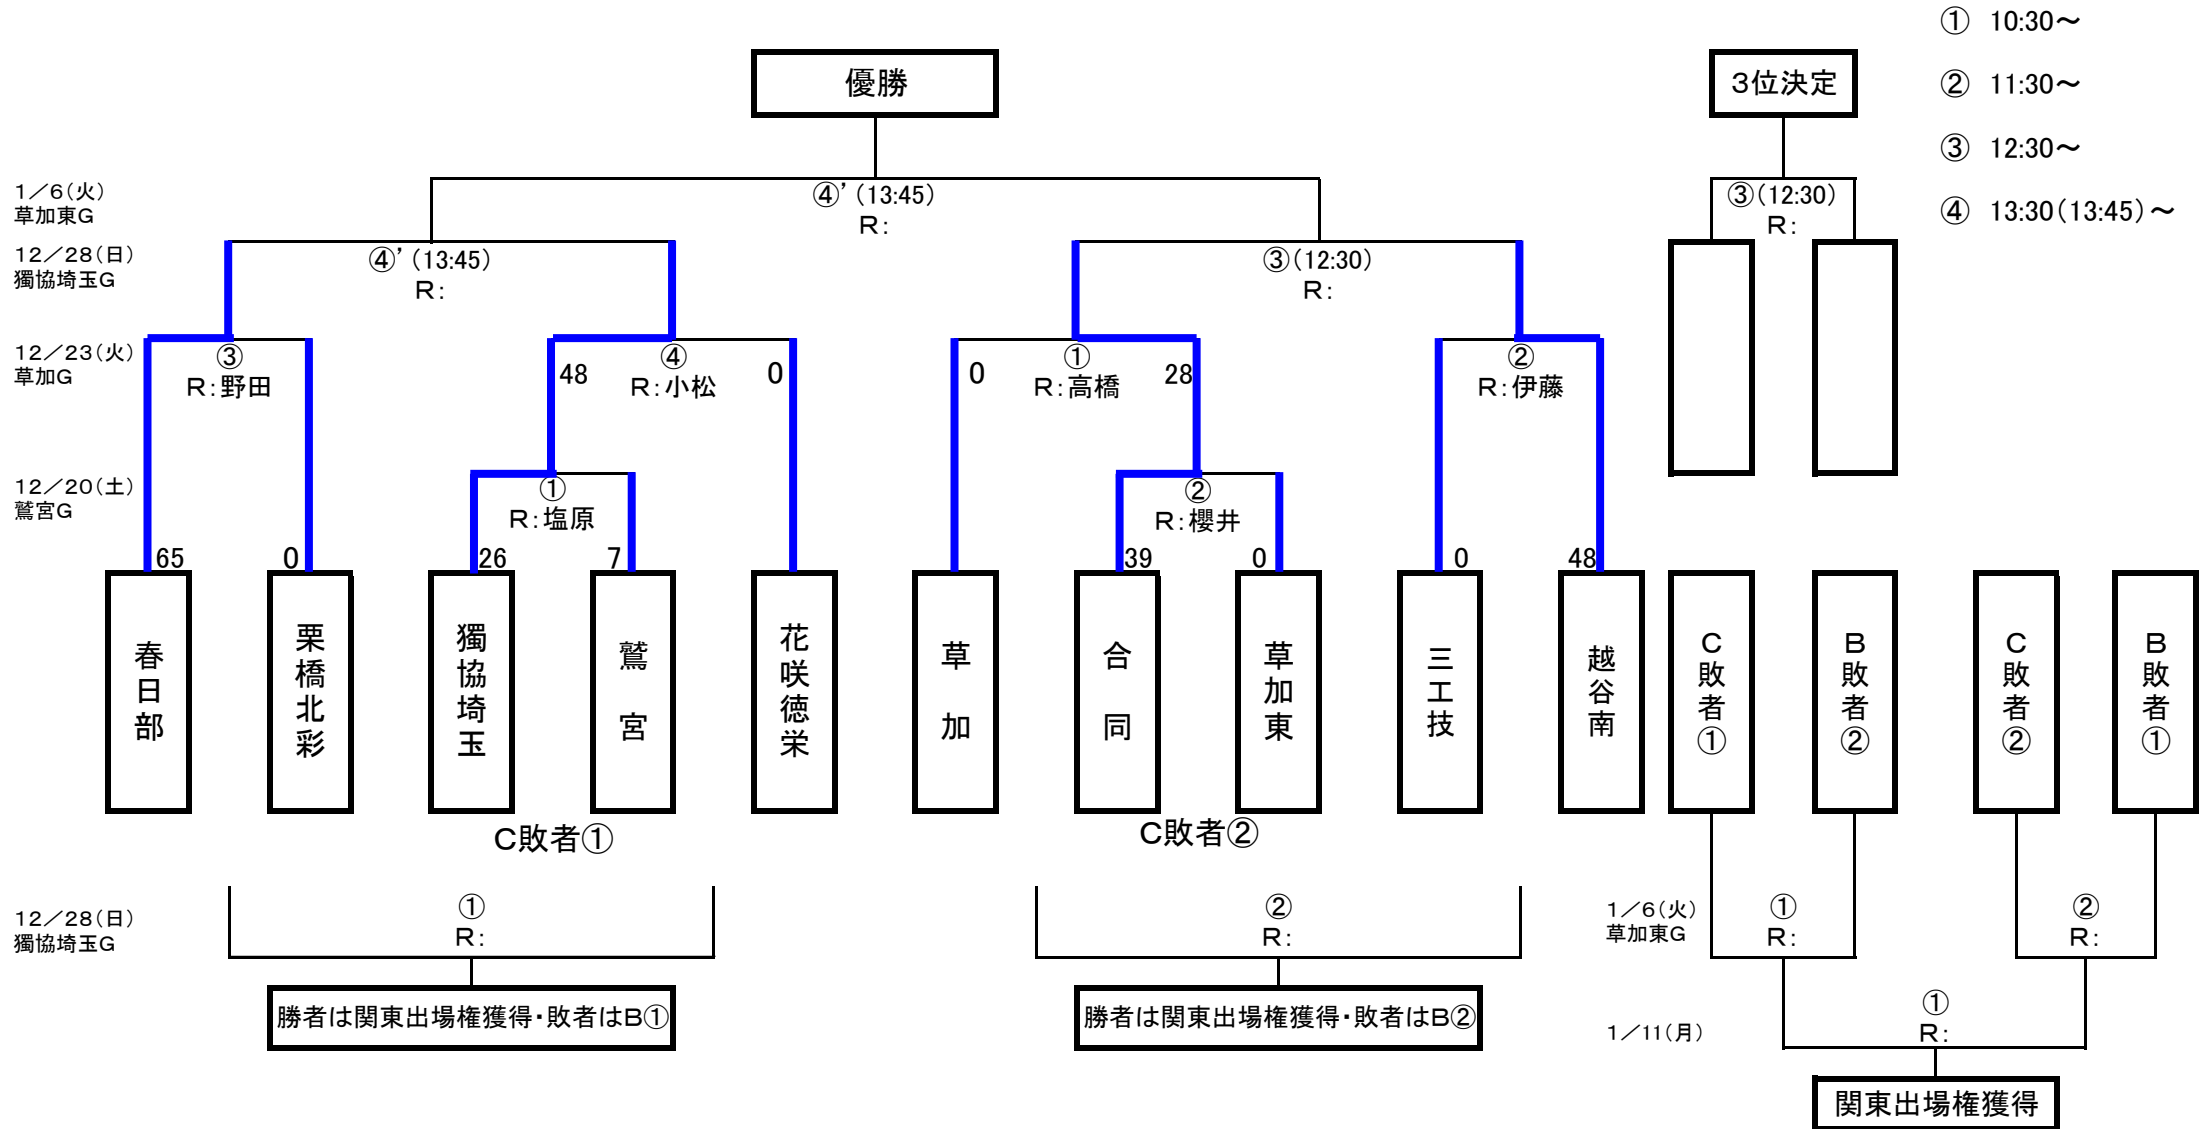 ① 10:30～
優勝
３位決定
② 11:30～
③ 12:30～
１／６(火)
草加東G
④’(13:45)
R:
③(12:30)
R:
④ 13:30(13:45)～
１２／２８(日)
獨協埼玉G
④’(13:45)
R:
③(12:30)
R:
１２／２３(火)
草加G
③
R:野田
48
④
R:小松
0
0
①
R:高橋
28
②
R:伊藤
１２／２０(土)
鷲宮G
①
R:塩原
②
R:櫻井
65
0
26
7
39
0
0
48
春日部
栗橋北彩
獨協埼玉
鷲宮
花咲徳栄
草加
合同
草加東
三工技
越谷南
C敗者①
B敗者②
C敗者②
B敗者①
C敗者①
C敗者②
１２／２８(日)
獨協埼玉G
①
R:
②
R:
１／６(火)
草加東G
①
R:
②
R:
勝者は関東出場権獲得・敗者はB①
勝者は関東出場権獲得・敗者はB②
１／11(月)
①
R:
関東出場権獲得